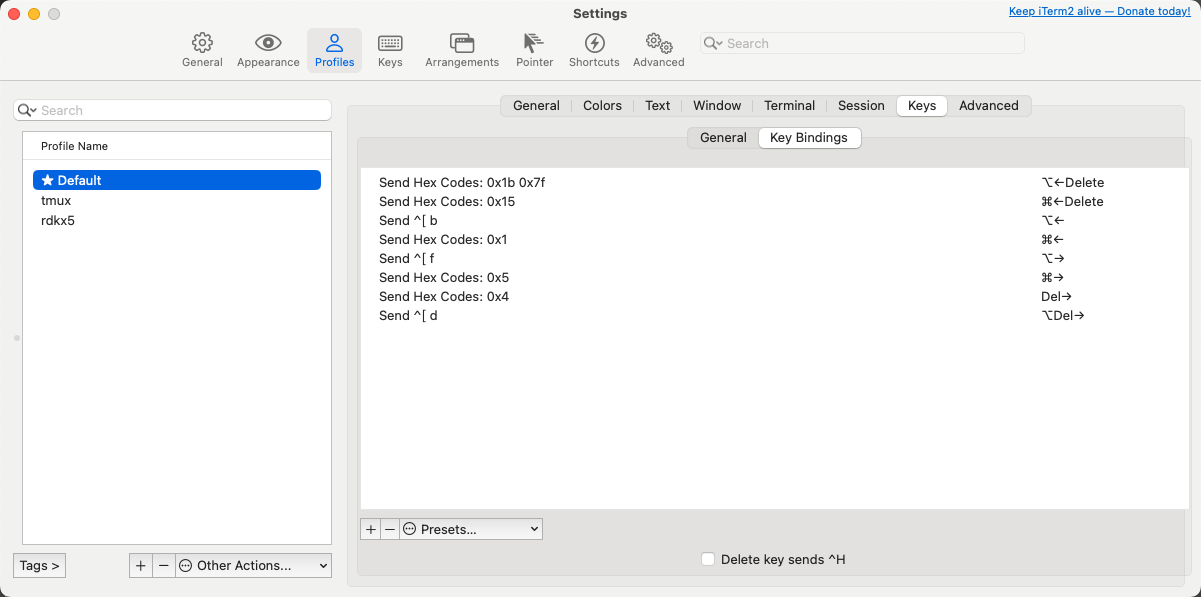 Settings
Keep iTerm2 alive — Donate today!
General Appearance Profiles Keys Arrangements Pointer Shortcuts Advanced
Search
Search
Profile Name
★ Default
tmux
rdkx5
Tags >
+ − Other Actions...
General Colors Text Window Terminal Session Keys Advanced
General Key Bindings
Send Hex Codes: 0x1b 0x7f ⌥←Delete
Send Hex Codes: 0x15 ⌘←Delete
Send ^[ b ⌥←
Send Hex Codes: 0x1 ⌘←
Send ^[ f ⌥→
Send Hex Codes: 0x5 ⌘→
Send Hex Codes: 0x4 Del→
Send ^[ d ⌥Del→
+ − Presets...
Delete key sends ^H